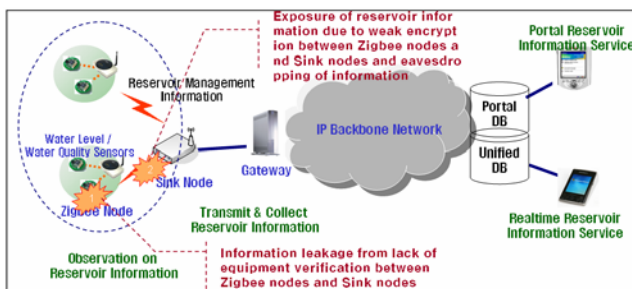 Exposure of reservoir infor
mation due to weak encrypt
ion between Zigbee nodes a
nd Sink nodes and eavesdro
pping of information
Portal Reservoir
Information Service
Reservoir Management
Information
Water Level /
Water Quality Sensors
IP Backbone Network
Portal
DB
Unified
DB
2
1
Sink Node
Gateway
Zigbee Node
Transmit & Collect
Reservoir Information
Realtime Reservoir
Information Service
Observation on
Reservoir Information
Information leakage from lack of
equipment verification between
Zigbee nodes and Sink nodes